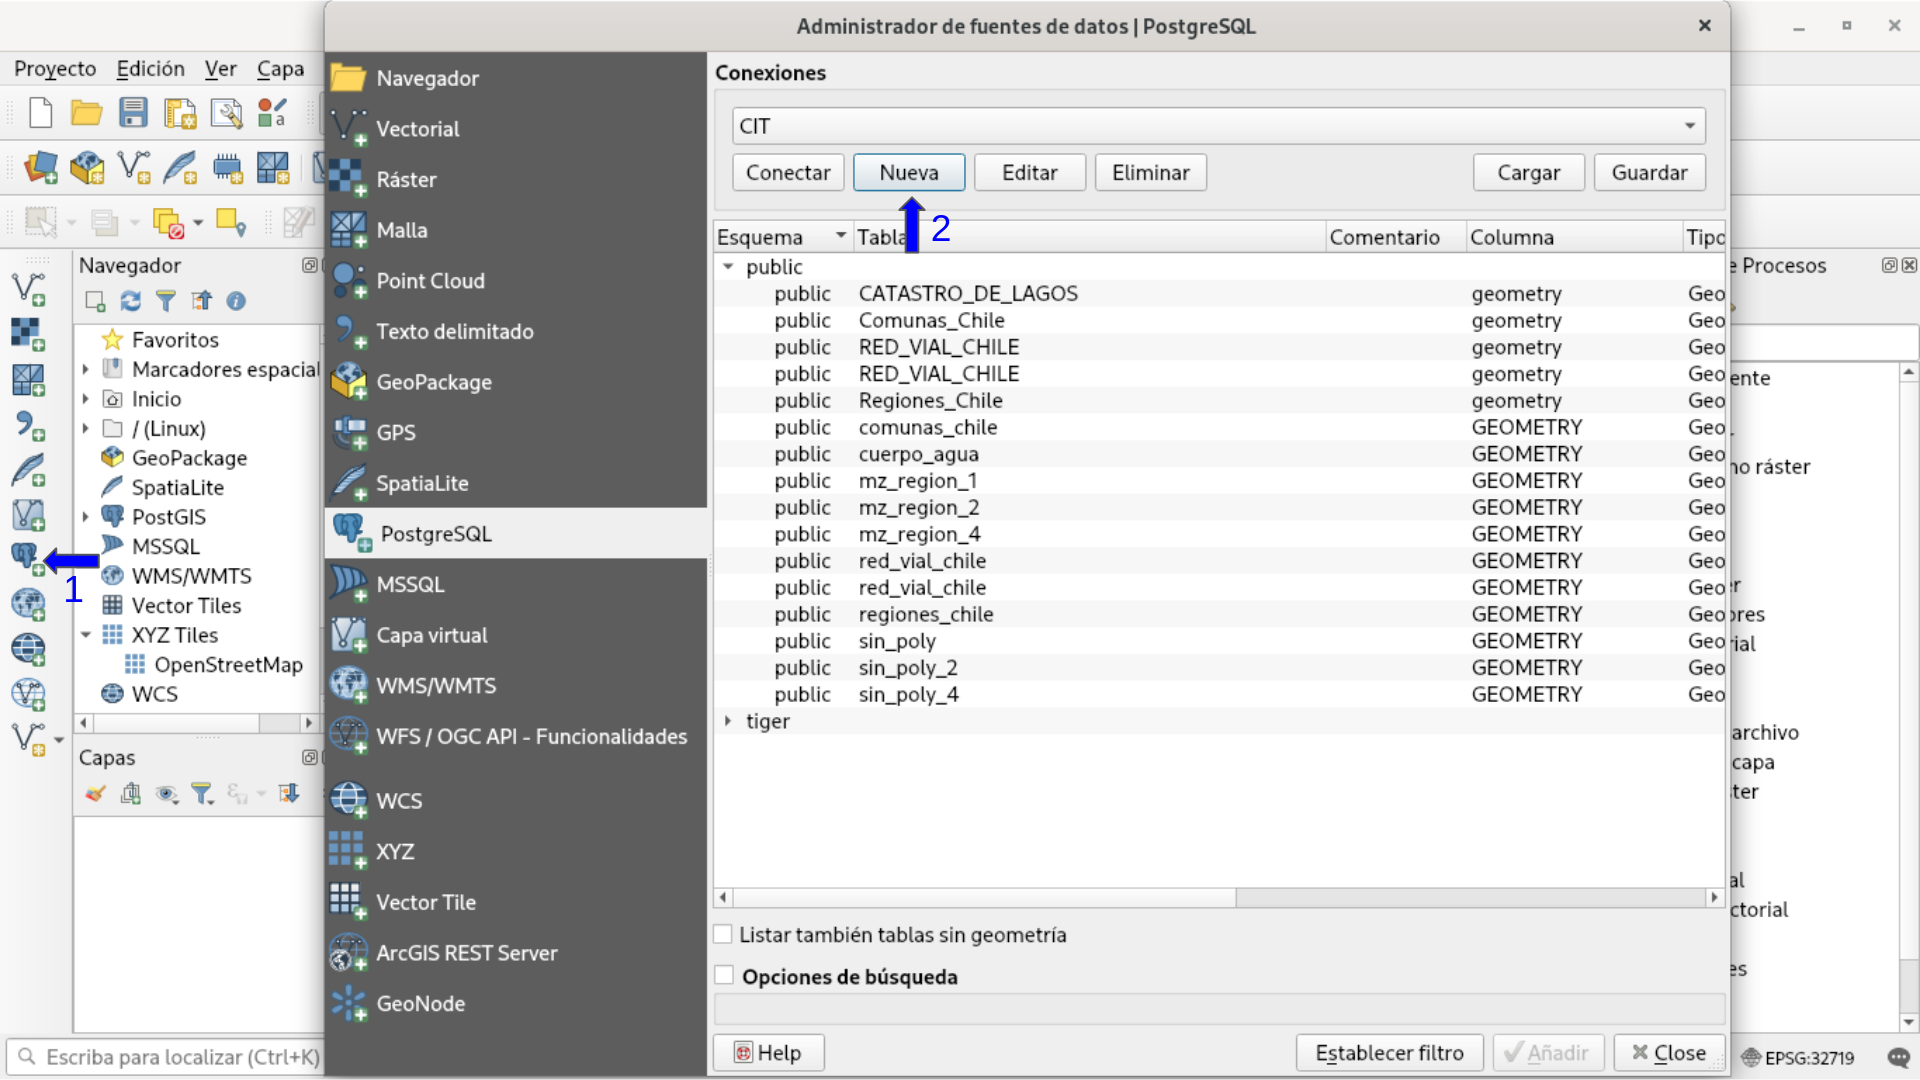 Administrador de fuentes de datos | PostgreSQL
Proyecto Edición Ver Capa
Navegador
Favoritos
Marcadores espacial
Inicio
/ (Linux)
GeoPackage
SpatiaLite
PostGIS
MSSQL
WMS/WMTS
Vector Tiles
XYZ Tiles
OpenStreetMap
WCS
1
Capas
Escriba para localizar (Ctrl+K)
Navegador
Vectorial
Ráster
Malla
Point Cloud
Texto delimitado
GeoPackage
GPS
SpatiaLite
PostgreSQL
MSSQL
Capa virtual
WMS/WMTS
WFS / OGC API - Funcionalidades
WCS
XYZ
Vector Tile
ArcGIS REST Server
GeoNode
Conexiones
CIT
Conectar Nueva Editar Eliminar Cargar Guardar
2
Esquema Tabla Comentario Columna Tipo
public
public CATASTRO_DE_LAGOS geometry Geo
public Comunas_Chile geometry Geo
public RED_VIAL_CHILE geometry Geo
public RED_VIAL_CHILE geometry Geo
public Regiones_Chile geometry Geo
public comunas_chile GEOMETRY Geo
public cuerpo_agua GEOMETRY Geo
public mz_region_1 GEOMETRY Geo
public mz_region_2 GEOMETRY Geo
public mz_region_4 GEOMETRY Geo
public red_vial_chile GEOMETRY Geo
public red_vial_chile GEOMETRY Geo
public regiones_chile GEOMETRY Geo
public sin_poly GEOMETRY Geo
public sin_poly_2 GEOMETRY Geo
public sin_poly_4 GEOMETRY Geo
tiger
Listar también tablas sin geometría
Opciones de búsqueda
Help Establecer filtro Añadir Close
e Procesos
ente
no ráster
er
ores
rial
archivo
capa
ster
al
ctorial
es
EPSG:32719